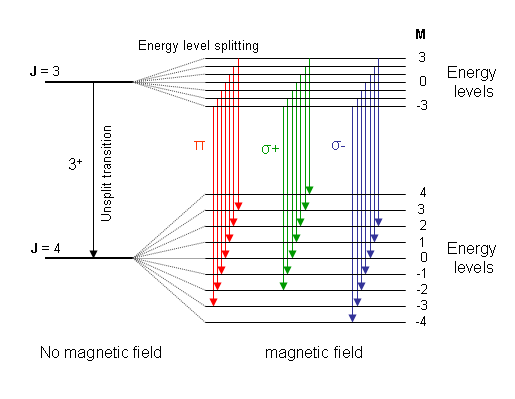 M
Energy level splitting
3
J = 3
0
Energy
levels
-3
π
σ+
σ-
3+
Unsplit transition
4
3
2
J = 4
1
0
Energy
levels
-1
-2
-3
-4
No magnetic field
magnetic field